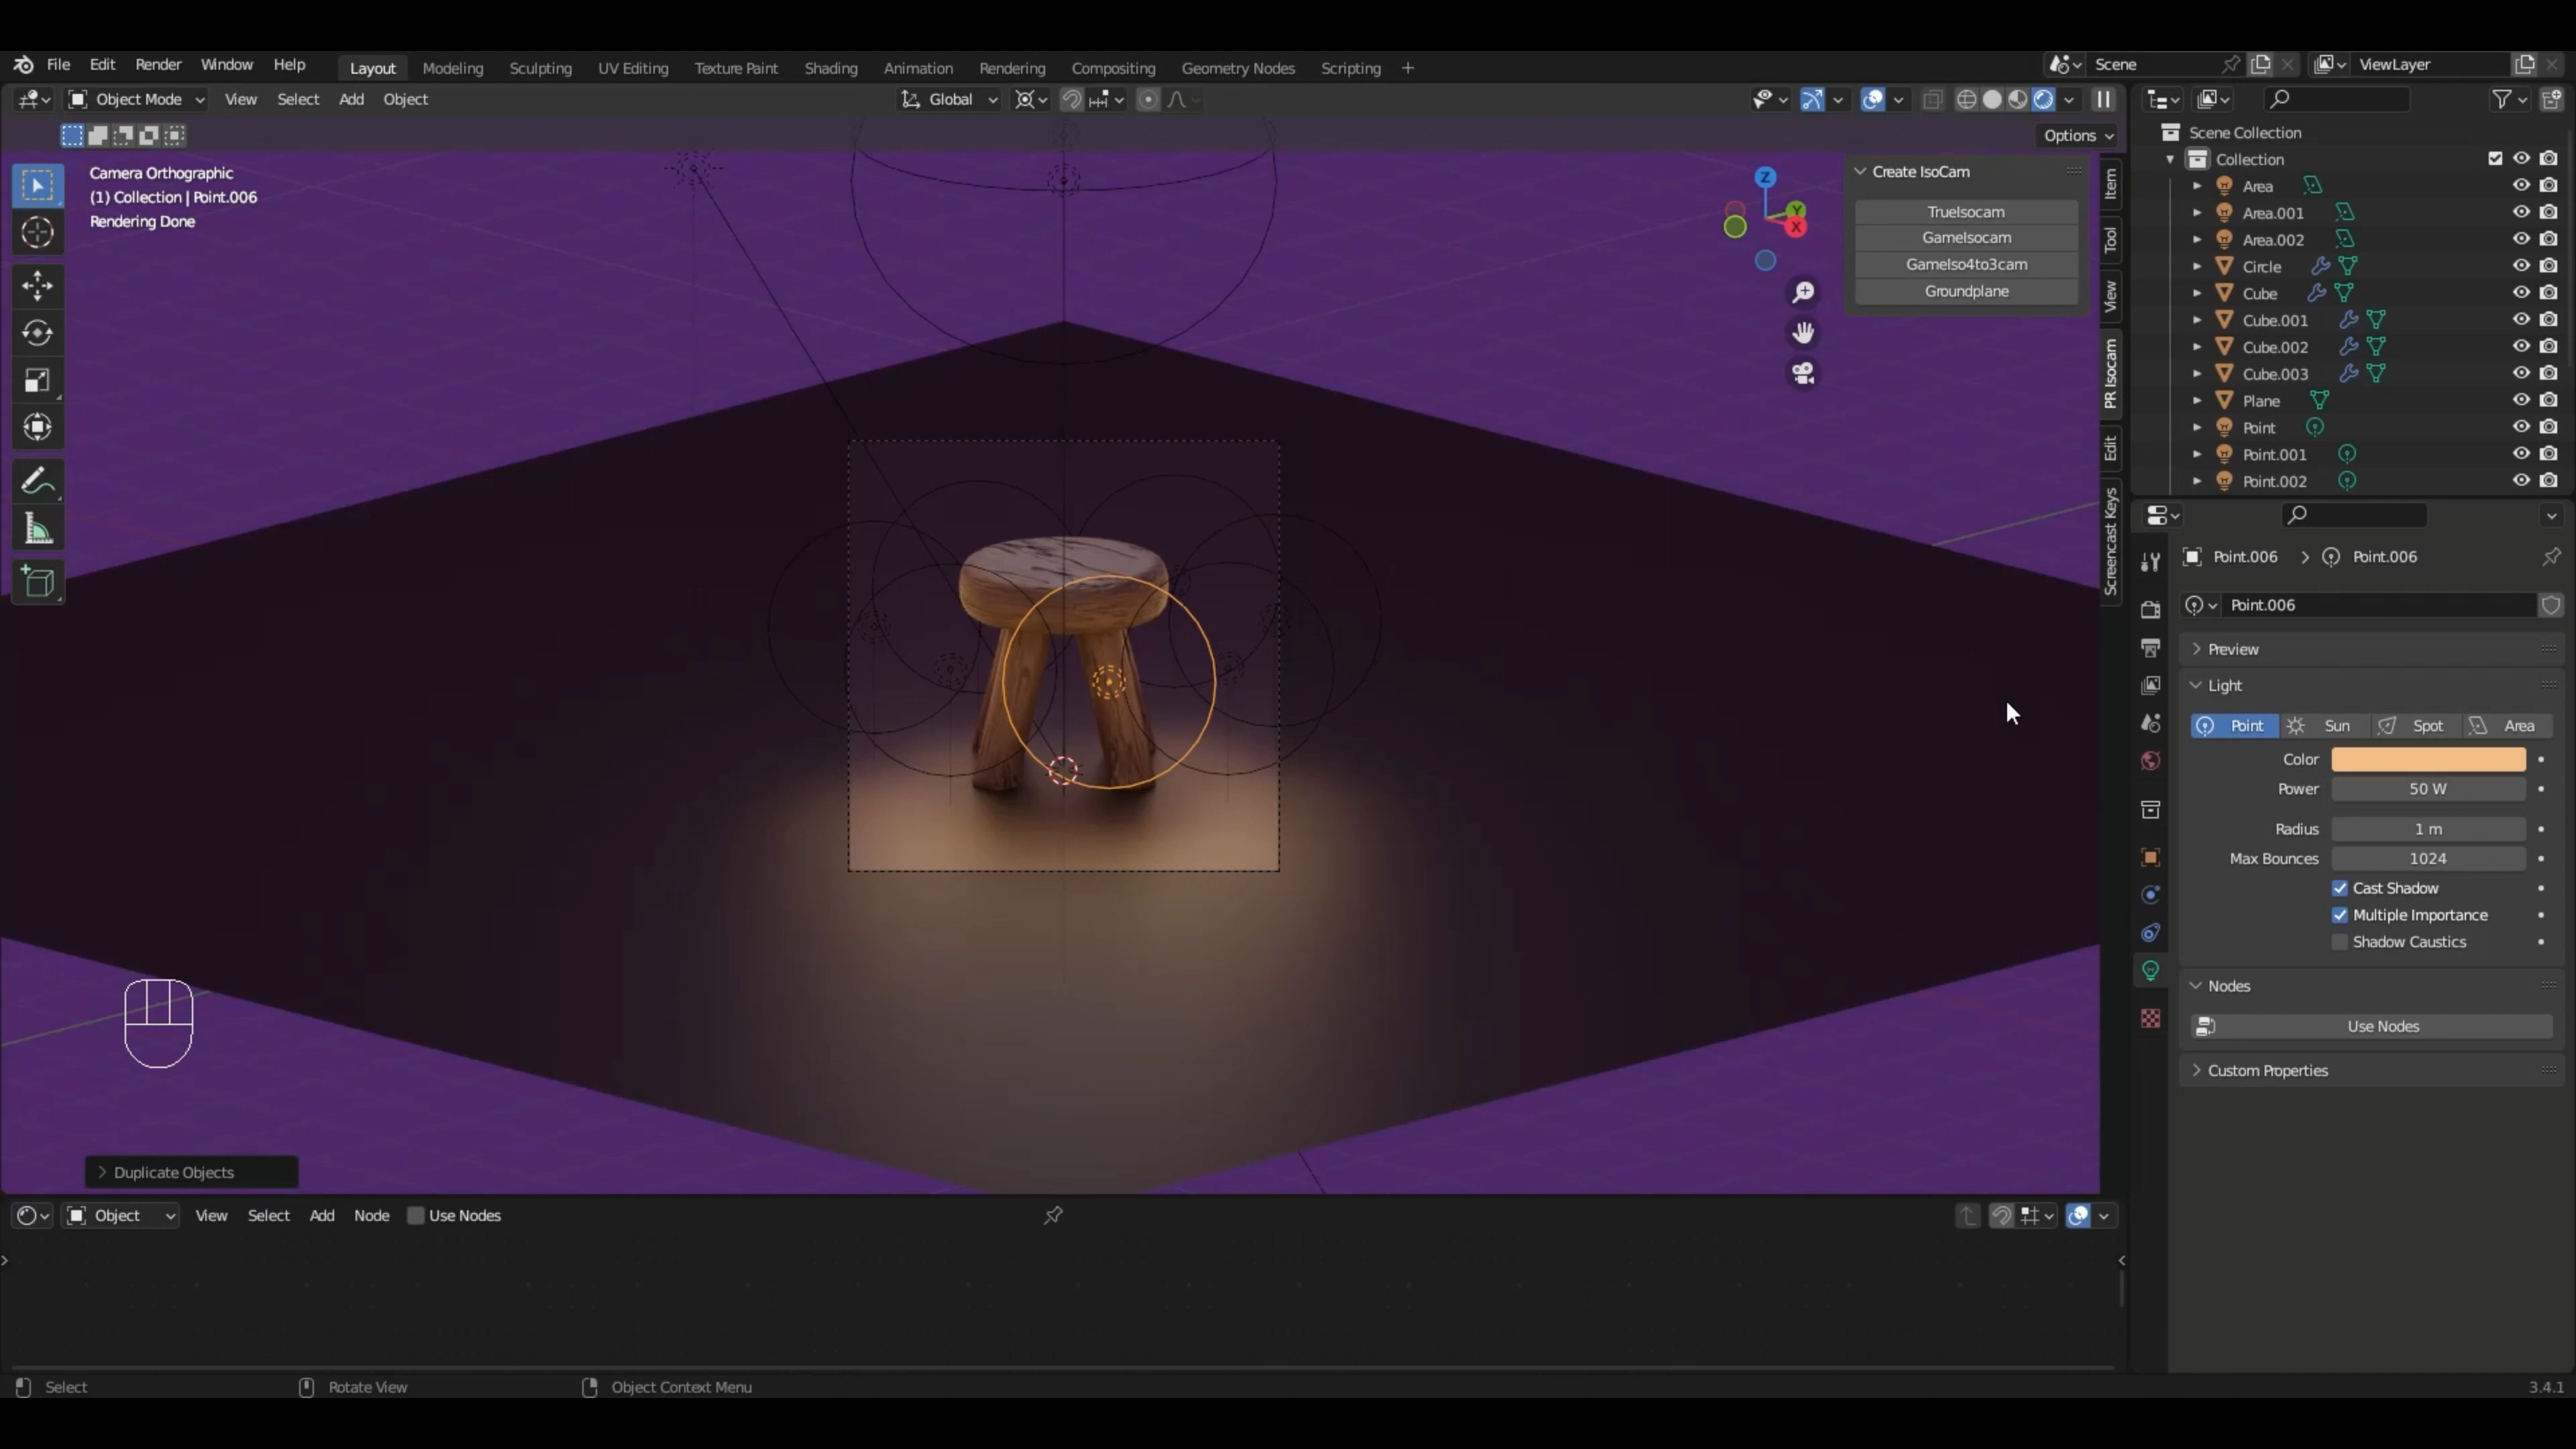 File Edit Render Window Help Layout Modeling Sculpting UV Editing Texture Paint Shading Animation Rendering Compositing Geometry Nodes Scripting + Scene ViewLayer
Object Mode View Select Add Object Global
Options
Camera Orthographic
(1) Collection | Point.006
Rendering Done
Z
Y
X
Create IsoCam
TrueIsocam
GameIsocam
GameIso4to3cam
Groundplane
Item
Tool
View
PR Isocam
Edit
Screencast Keys
Scene Collection
Collection
Area
Area.001
Area.002
Circle
Cube
Cube.001
Cube.002
Cube.003
Plane
Point
Point.001
Point.002
Point.006 > Point.006
Point.006
Preview
Light
Point Sun Spot Area
Color
Power 50 W
Radius 1 m
Max Bounces 1024
Cast Shadow
Multiple Importance
Shadow Caustics
Nodes
Use Nodes
Custom Properties
Duplicate Objects
Object View Select Add Node Use Nodes
Select Rotate View Object Context Menu 3.4.1